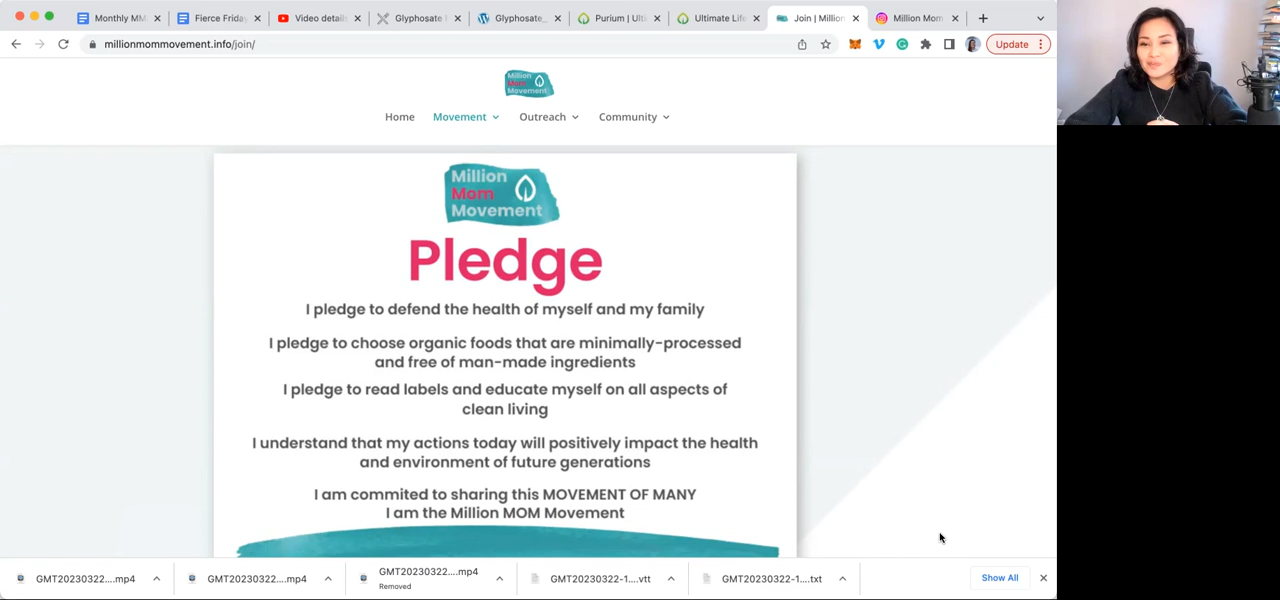 Monthly MM
Fierce Friday
Video details
Glyphosate
Glyphosate_
Purium | Ult
Ultimate Life
Join | Million
Million Mom
millionmommovement.info/join/
Update
Million
Mom
Movement
Home
Movement
Outreach
Community
Million
Mom
Movement
Pledge
I pledge to defend the health of myself and my family
I pledge to choose organic foods that are minimally-processed
and free of man-made ingredients
I pledge to read labels and educate myself on all aspects of
clean living
I understand that my actions today will positively impact the health
and environment of future generations
I am commited to sharing this MOVEMENT OF MANY
I am the Million MOM Movement
GMT20230322....mp4
GMT20230322....mp4
GMT20230322....mp4
Removed
GMT20230322-1....vtt
GMT20230322-1....txt
Show All